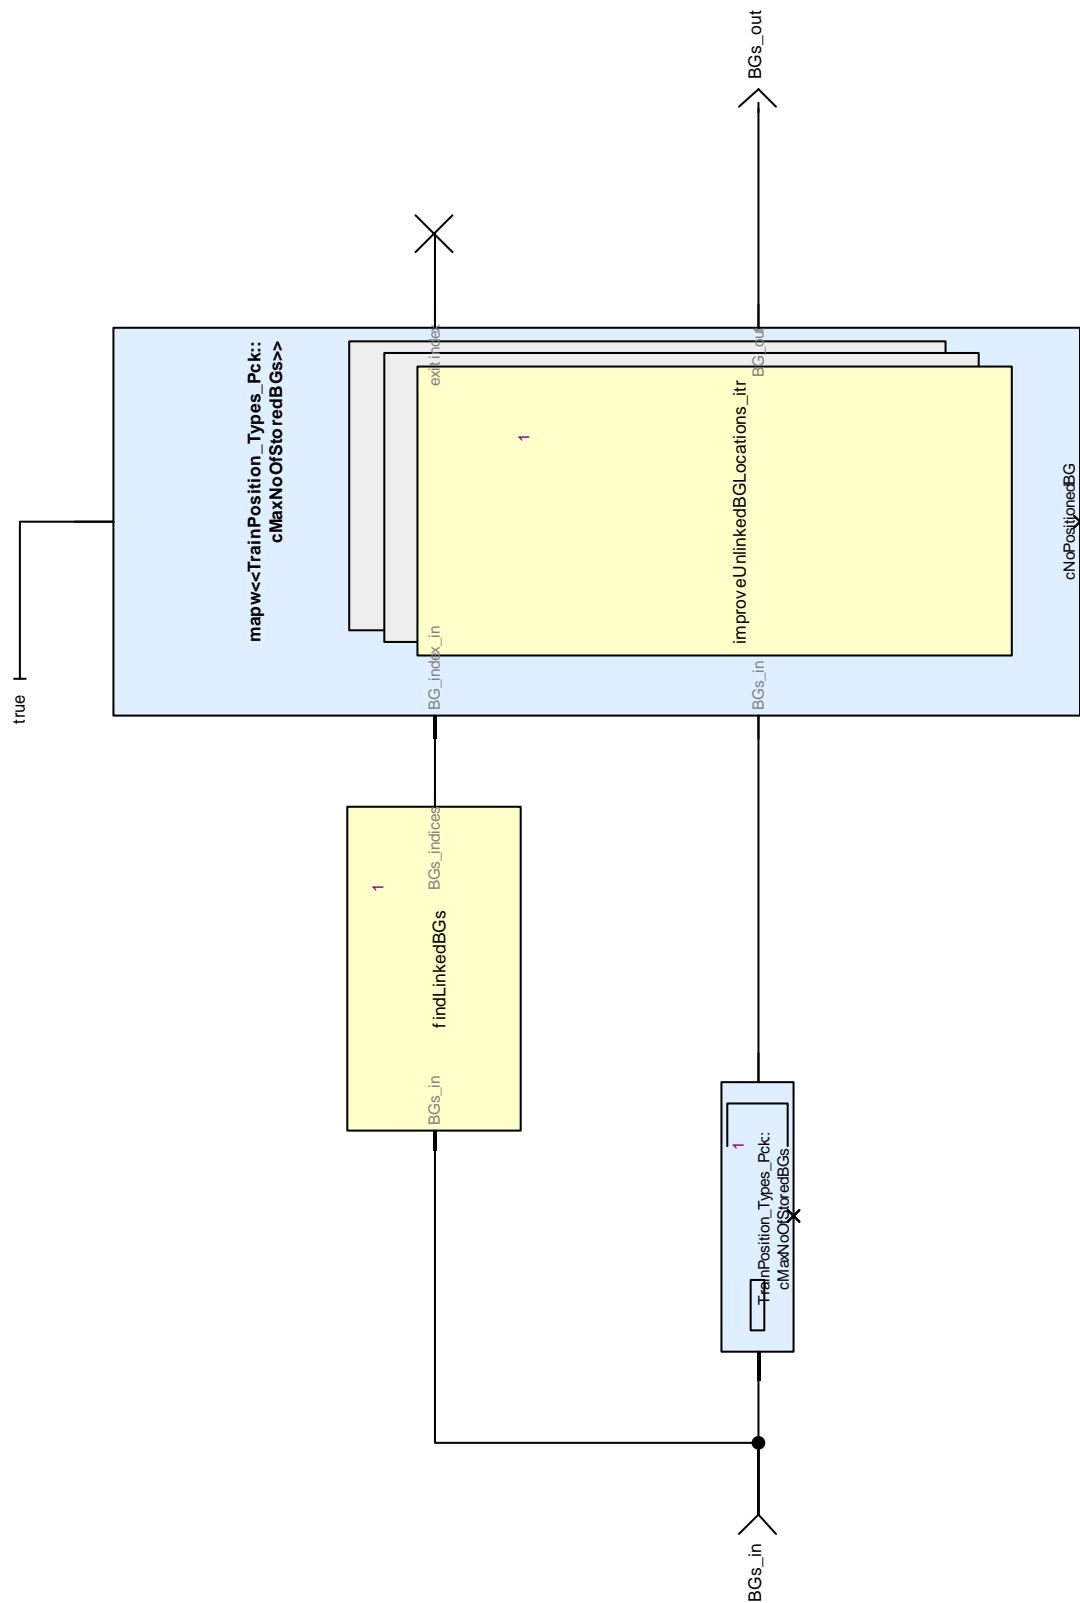 true
mapw<<TrainPosition_Types_Pck::
cMaxNoOfStoredBGs>>
exit index
1
BG_index_in
BGs_indices
1
findLinkedBGs
BGs_in
BGs_out
BG_out
improveUnlinkedBGLocations_itr
BGs_in
1
TrainPosition_Types_Pck::
cMaxNoOfStoredBGs
BGs_in
cNoPositionedBG